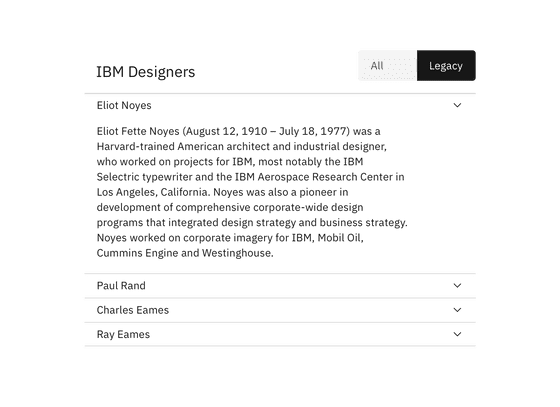 IBM Designers
All
Legacy
Eliot Noyes
Eliot Fette Noyes (August 12, 1910 – July 18, 1977) was a
Harvard-trained American architect and industrial designer,
who worked on projects for IBM, most notably the IBM
Selectric typewriter and the IBM Aerospace Research Center in
Los Angeles, California. Noyes was also a pioneer in
development of comprehensive corporate-wide design
programs that integrated design strategy and business strategy.
Noyes worked on corporate imagery for IBM, Mobil Oil,
Cummins Engine and Westinghouse.
Paul Rand
Charles Eames
Ray Eames